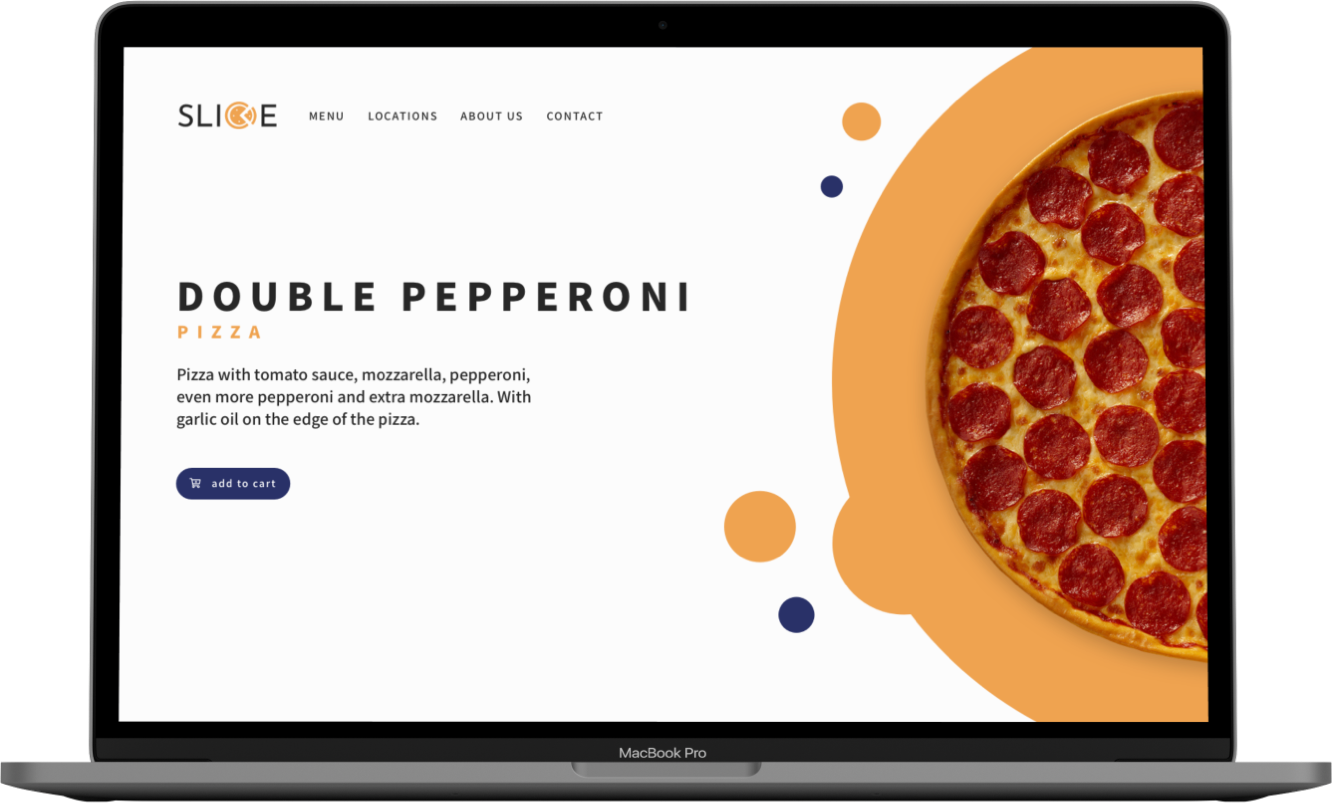 SLICE
MENU LOCATIONS ABOUT US CONTACT
DOUBLE PEPPERONI
PIZZA
Pizza with tomato sauce, mozzarella, pepperoni,
even more pepperoni and extra mozzarella. With
garlic oil on the edge of the pizza.
add to cart
MacBook Pro